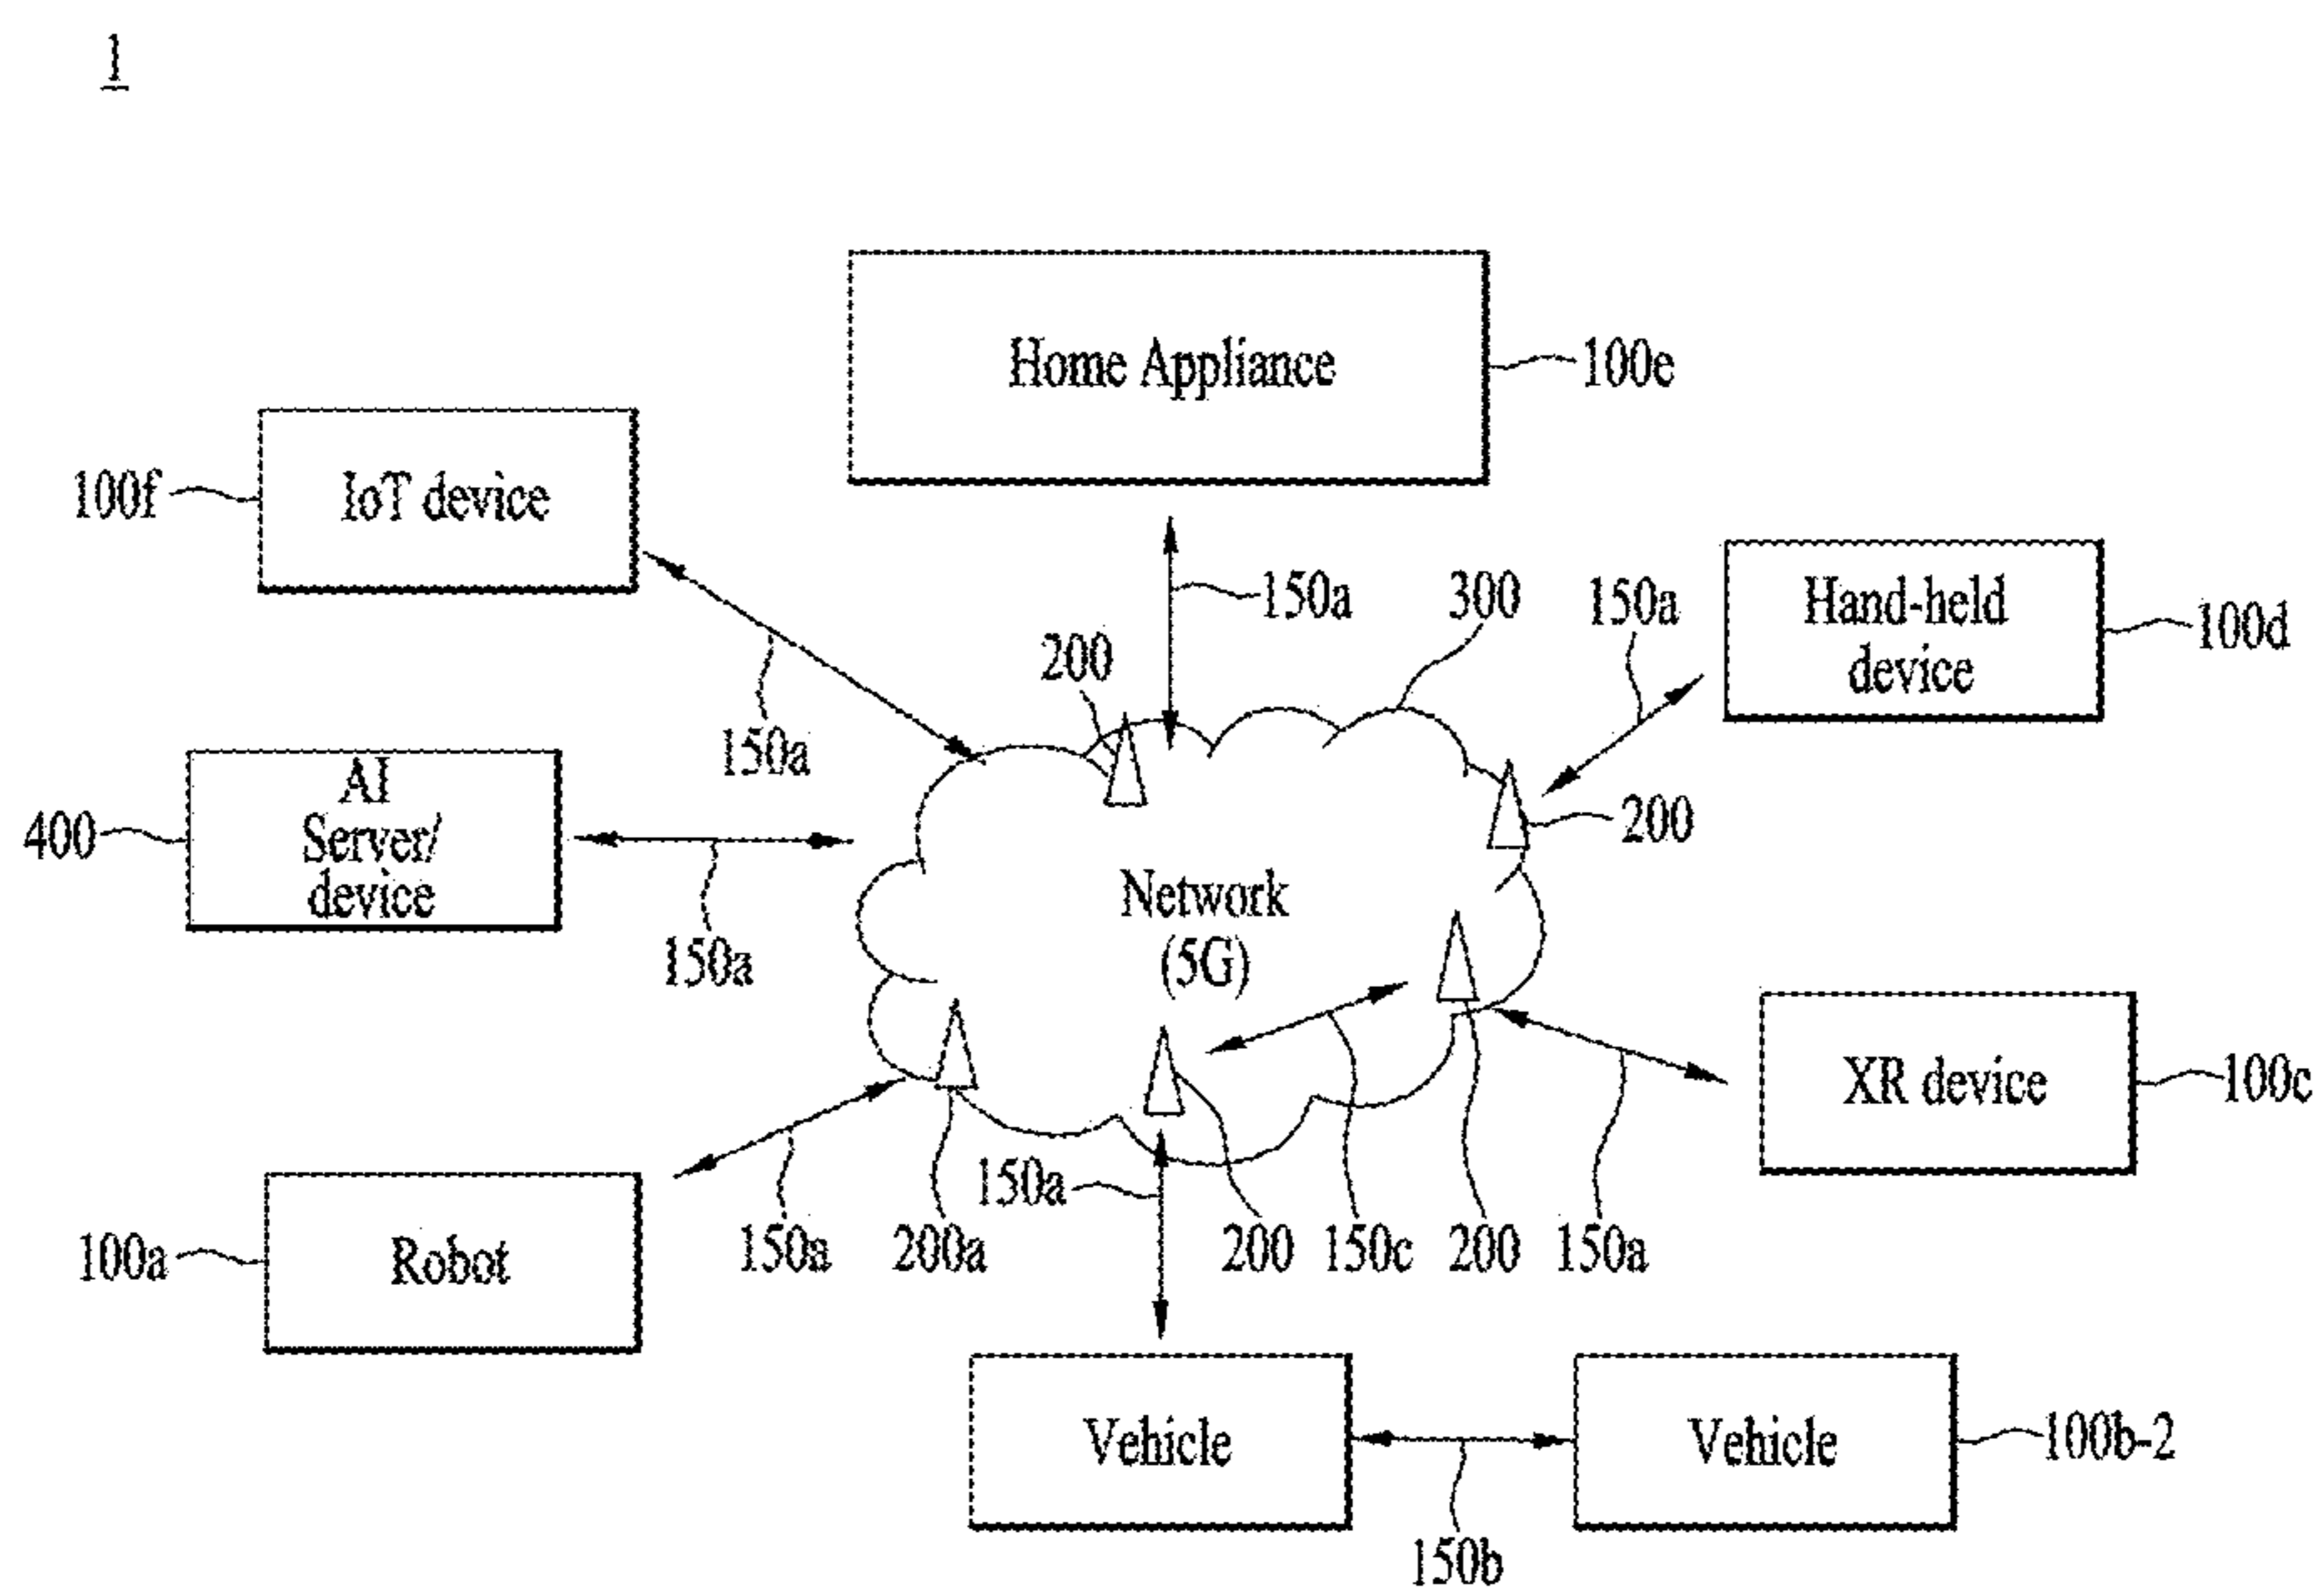 1
Home Appliance
100e
100f
IoT device
150a
300
150a
Hand-held
device
100d
200
150a
400
AI
Server/
device
200
Network
(5G)
150a
XR device
100c
150a
100a
Robot
150a
200a
200
150c
200
150a
Vehicle
Vehicle
100b-2
150b